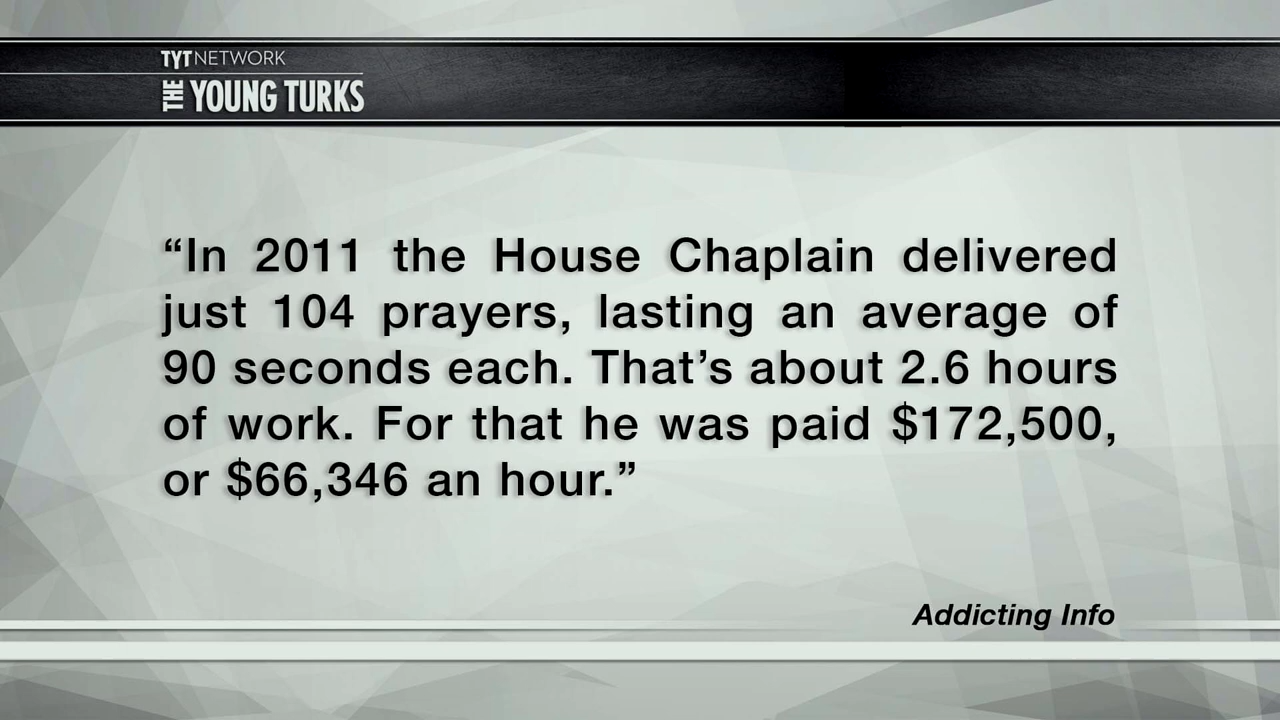 TYT NETWORK
THE YOUNG TURKS
“In 2011 the House Chaplain delivered
just 104 prayers, lasting an average of
90 seconds each. That’s about 2.6 hours
of work. For that he was paid $172,500,
or $66,346 an hour.”
Addicting Info